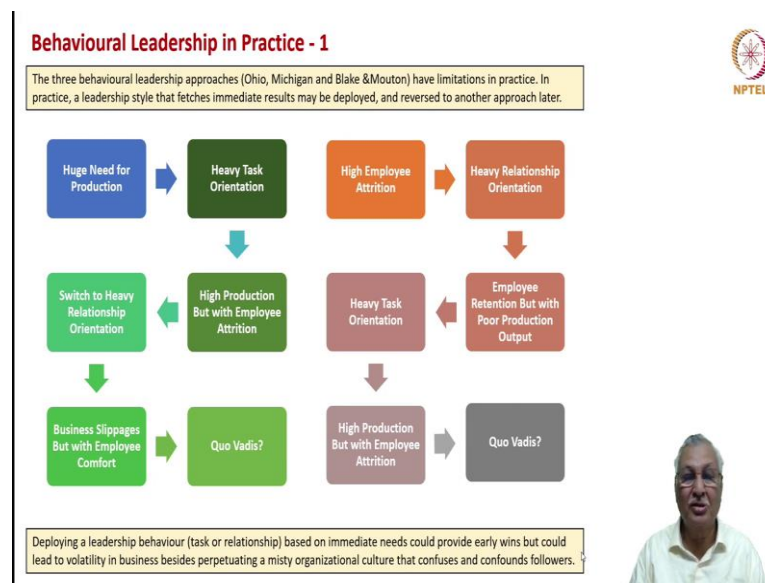 Behavioural Leadership in Practice - 1
The three behavioural leadership approaches (Ohio, Michigan and Blake &Mouton) have limitations in practice. In
practice, a leadership style that fetches immediate results may be deployed, and reversed to another approach later.
NPTEL
Huge Need for
Production
Heavy Task
Orientation
High Employee
Attrition
Heavy Relationship
Orientation
Switch to Heavy
Relationship
Orientation
High Production
But with Employee
Attrition
Heavy Task
Orientation
Employee
Retention But with
Poor Production
Output
Business Slippages
But with Employee
Comfort
Quo Vadis?
High Production
But with Employee
Attrition
Quo Vadis?
Deploying a leadership behaviour (task or relationship) based on immediate needs could provide early wins but could
lead to volatility in business besides perpetuating a misty organizational culture that confuses and confounds followers.